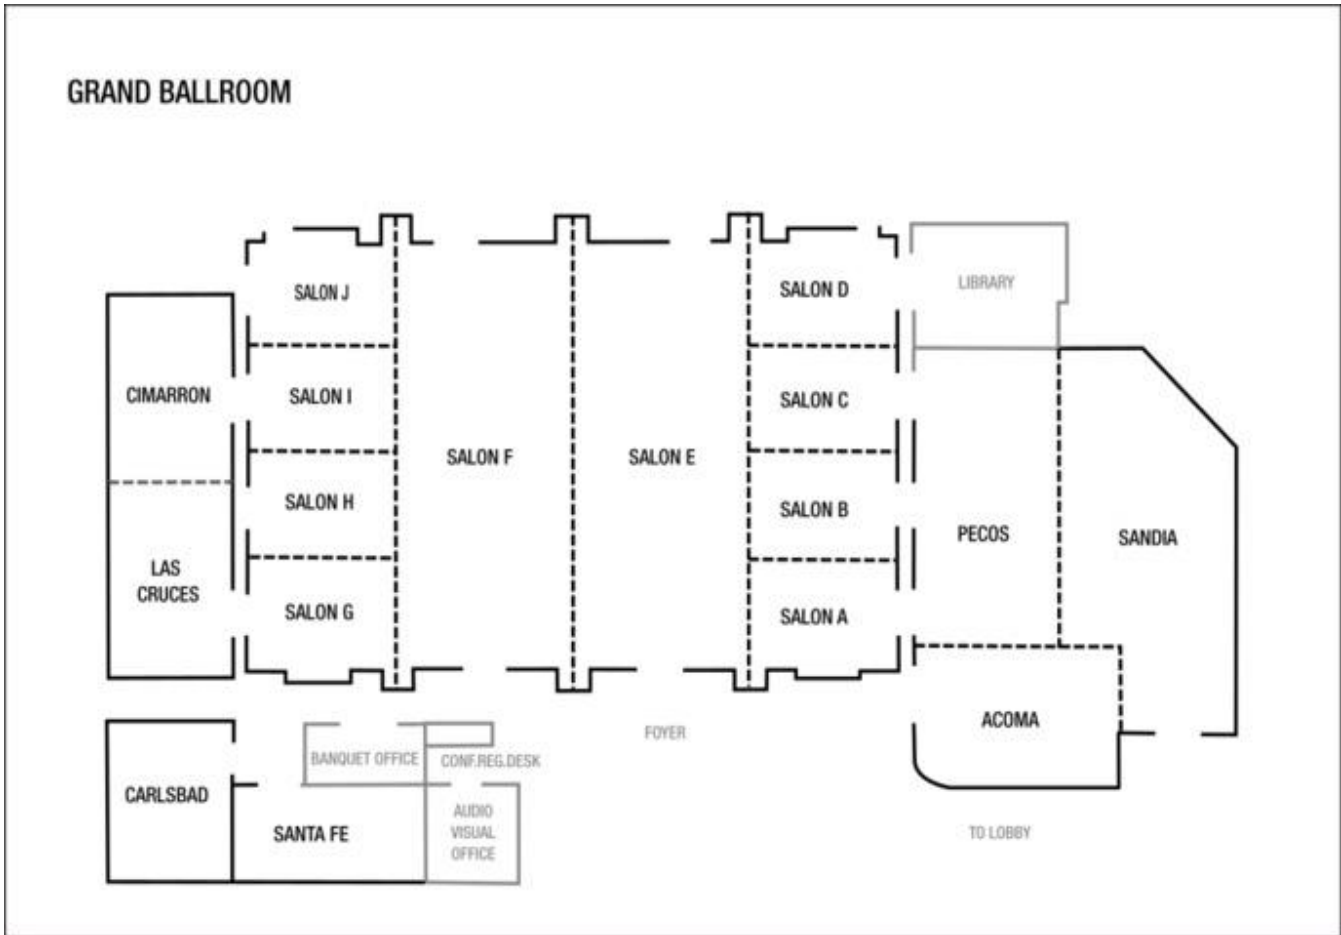 GRAND BALLROOM
SALON J
SALON D
LIBRARY
CIMARRON
SALON I
SALON C
SALON F
SALON E
SALON H
SALON B
PECOS
SANDIA
LAS
CRUCES
SALON G
SALON A
ACOMA
FOYER
BANQUET OFFICE
CONF.REG.DESK
CARLSBAD
SANTA FE
AUDIO
VISUAL
OFFICE
TO LOBBY